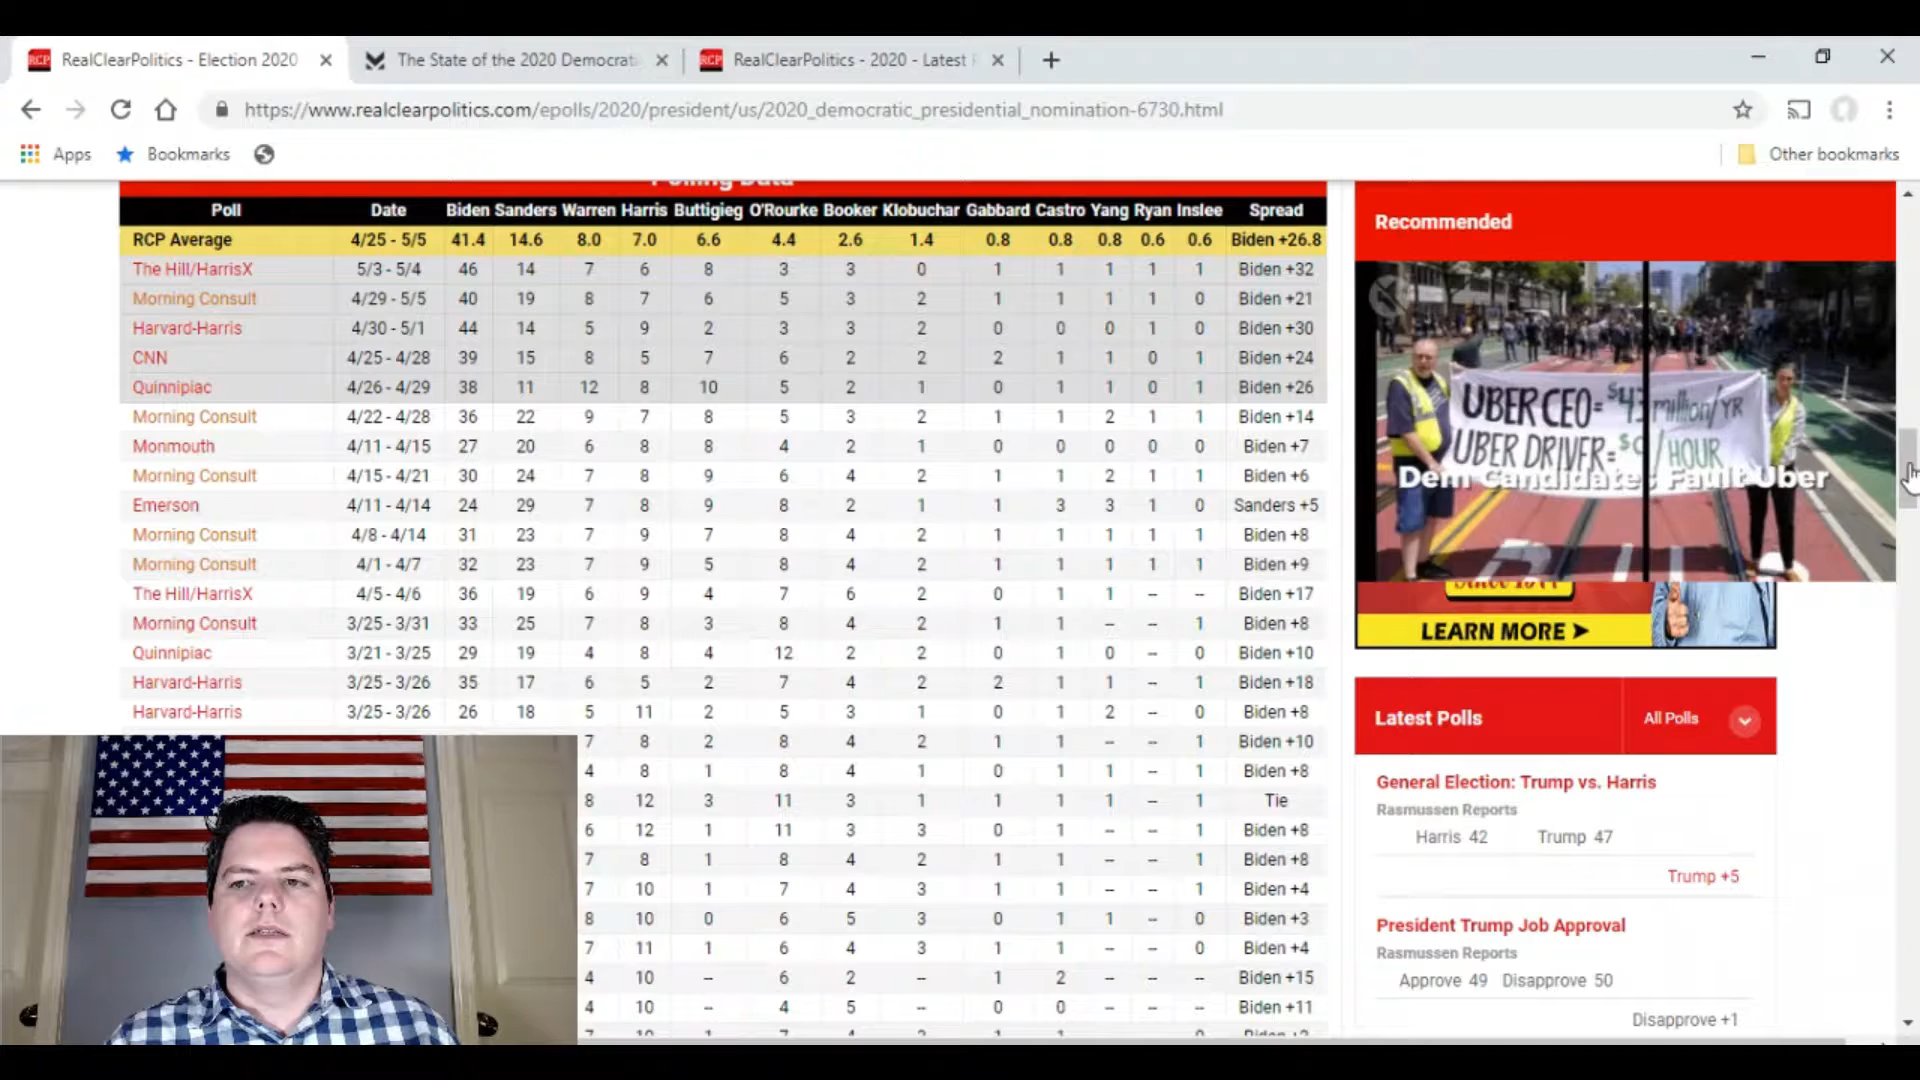 RCP RealClearPolitics - Election 2020
The State of the 2020 Democrat
RCP RealClearPolitics - 2020 - Latest
https://www.realclearpolitics.com/epolls/2020/president/us/2020_democratic_presidential_nomination-6730.html
Apps Bookmarks Other bookmarks
Polling Data
Poll Date Biden Sanders Warren Harris Buttigieg O'Rourke Booker Klobuchar Gabbard Castro Yang Ryan Inslee Spread
RCP Average 4/25 - 5/5 41.4 14.6 8.0 7.0 6.6 4.4 2.6 1.4 0.8 0.8 0.8 0.6 0.6 Biden +26.8
The Hill/HarrisX 5/3 - 5/4 46 14 7 6 8 3 3 0 1 1 1 1 1 Biden +32
Morning Consult 4/29 - 5/5 40 19 8 7 6 5 3 2 1 1 1 1 0 Biden +21
Harvard-Harris 4/30 - 5/1 44 14 5 9 2 3 3 2 0 0 0 1 0 Biden +30
CNN 4/25 - 4/28 39 15 8 5 7 6 2 2 2 1 1 0 1 Biden +24
Quinnipiac 4/26 - 4/29 38 11 12 8 10 5 2 1 0 1 1 0 1 Biden +26
Morning Consult 4/22 - 4/28 36 22 9 7 8 5 3 2 1 1 2 1 1 Biden +14
Monmouth 4/11 - 4/15 27 20 6 8 8 4 2 1 0 0 0 0 0 Biden +7
Morning Consult 4/15 - 4/21 30 24 7 8 9 6 4 2 1 1 2 1 1 Biden +6
Emerson 4/11 - 4/14 24 29 7 8 9 8 2 1 1 3 3 1 0 Sanders +5
Morning Consult 4/8 - 4/14 31 23 7 9 7 8 4 2 1 1 1 1 1 Biden +8
Morning Consult 4/1 - 4/7 32 23 7 9 5 8 4 2 1 1 1 1 1 Biden +9
The Hill/HarrisX 4/5 - 4/6 36 19 6 9 4 7 6 2 0 1 1 -- -- Biden +17
Morning Consult 3/25 - 3/31 33 25 7 8 3 8 4 2 1 1 -- -- 1 Biden +8
Quinnipiac 3/21 - 3/25 29 19 4 8 4 12 2 2 0 1 0 -- 0 Biden +10
Harvard-Harris 3/25 - 3/26 35 17 6 5 2 7 4 2 2 1 1 -- 1 Biden +18
Harvard-Harris 3/25 - 3/26 26 18 5 11 2 5 3 1 0 1 2 -- 0 Biden +8
7 8 2 8 4 2 1 1 -- -- 1 Biden +10
4 8 1 8 4 1 0 1 1 -- 1 Biden +8
8 12 3 11 3 1 1 1 1 -- 1 Tie
6 12 1 11 3 3 0 1 -- -- 1 Biden +8
7 8 1 8 4 2 1 1 -- -- 1 Biden +8
7 10 1 7 4 3 1 1 -- -- 1 Biden +4
8 10 0 6 5 3 0 1 1 -- 0 Biden +3
7 11 1 6 4 3 1 1 -- -- 0 Biden +4
4 10 -- 6 2 -- 1 2 -- -- -- Biden +15
4 10 -- 4 5 -- 0 0 -- -- -- Biden +11
Recommended
UBER CEO= $43 million/YR
UBER DRIVER= $9/HOUR
Dem Candidates Fault Uber
LEARN MORE
Latest Polls All Polls
General Election: Trump vs. Harris
Rasmussen Reports
Harris 42 Trump 47
Trump +5
President Trump Job Approval
Rasmussen Reports
Approve 49 Disapprove 50
Disapprove +1